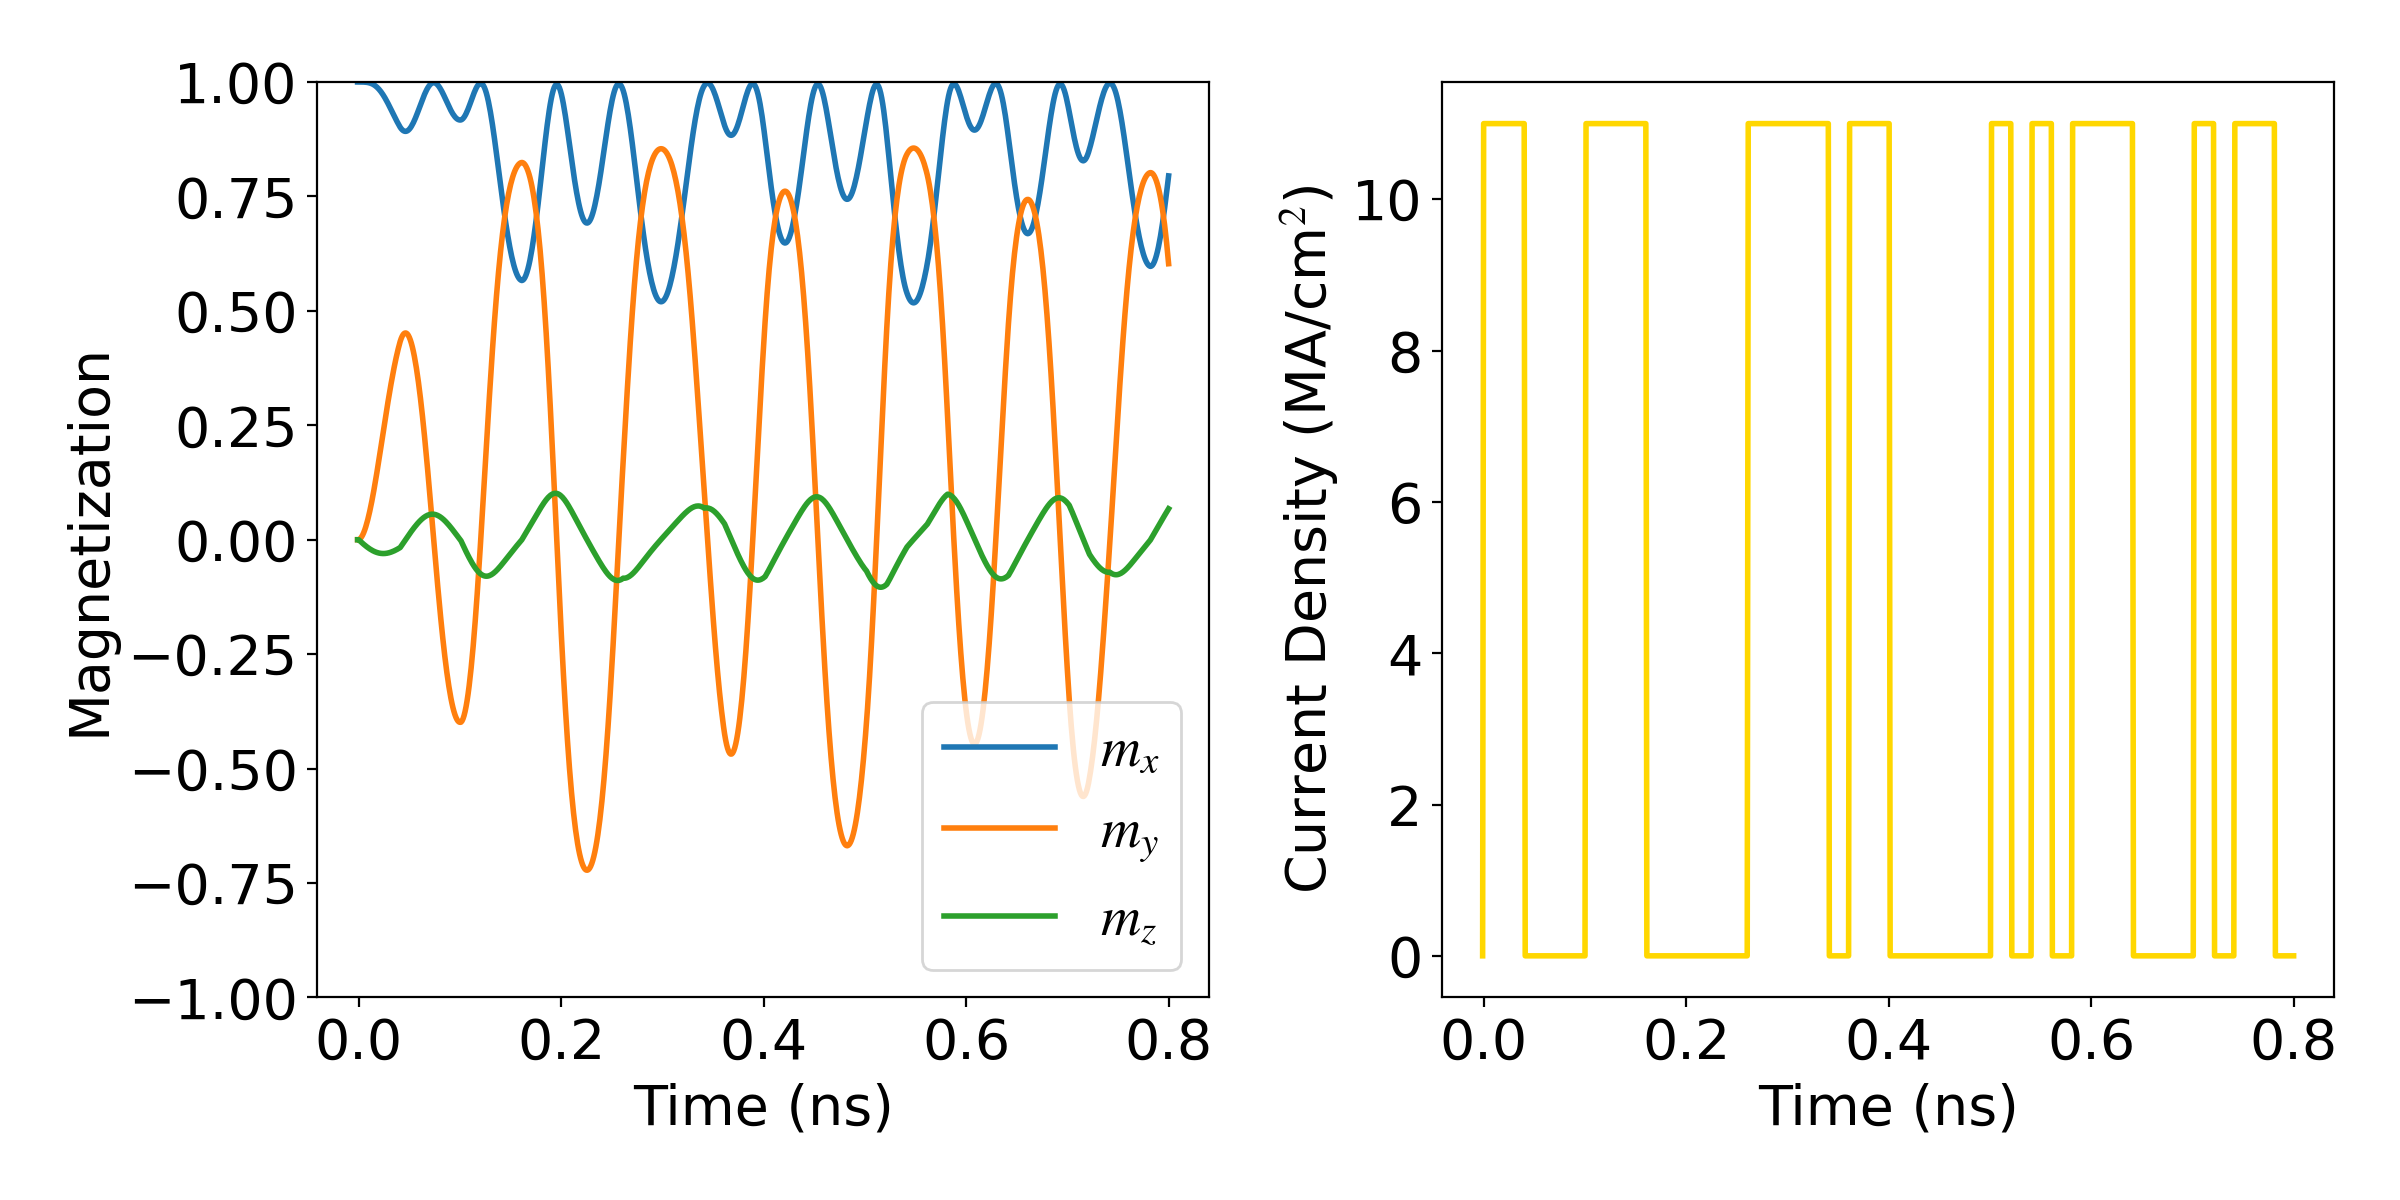 1.00
0.75
0.50
0.25
0.00
−0.25
−0.50
−0.75
−1.00
Magnetization
0.0 0.2 0.4 0.6 0.8
Time (ns)
m_x
m_y
m_z
10
8
6
4
2
0
Current Density (MA/cm²)
0.0 0.2 0.4 0.6 0.8
Time (ns)